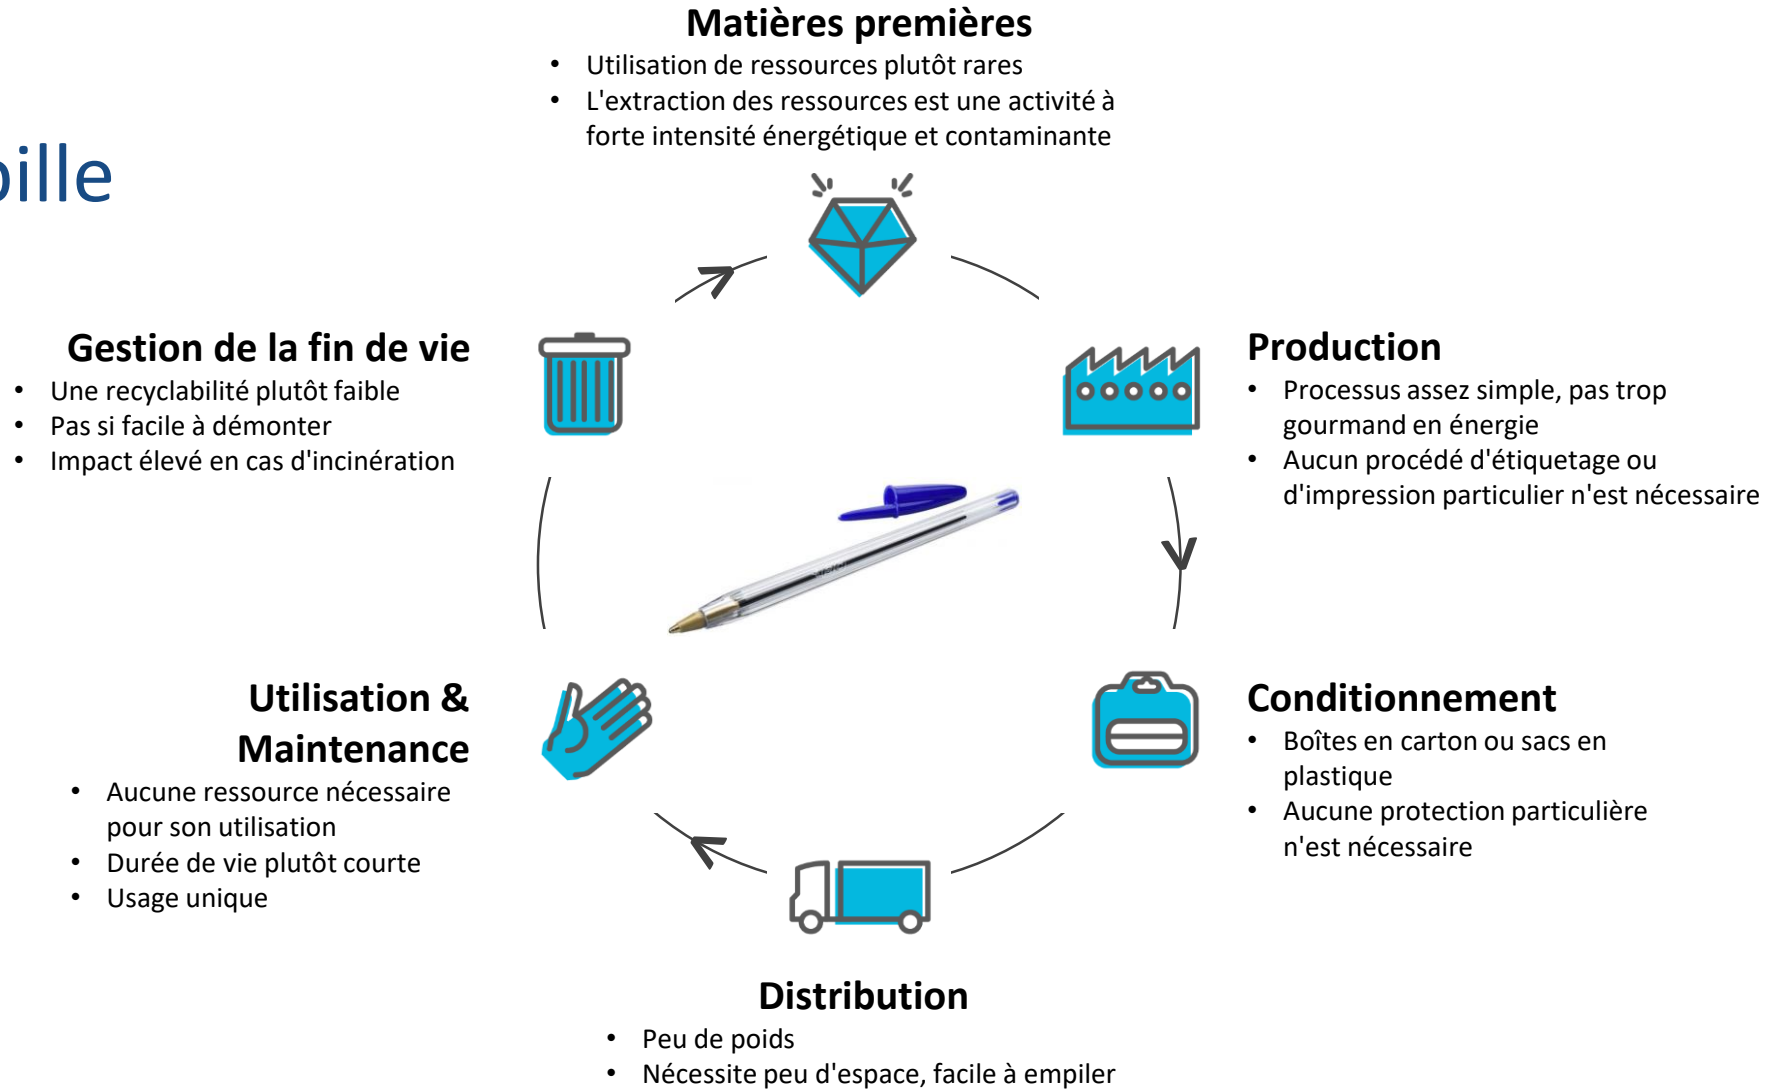 Matières premières
• Utilisation de ressources plutôt rares
• L'extraction des ressources est une activité à
forte intensité énergétique et contaminante
bille
Gestion de la fin de vie
• Une recyclabilité plutôt faible
• Pas si facile à démonter
• Impact élevé en cas d'incinération
Production
• Processus assez simple, pas trop
gourmand en énergie
• Aucun procédé d'étiquetage ou
d'impression particulier n'est nécessaire
Utilisation &
Maintenance
• Aucune ressource nécessaire
pour son utilisation
• Durée de vie plutôt courte
• Usage unique
Conditionnement
• Boîtes en carton ou sacs en
plastique
• Aucune protection particulière
n'est nécessaire
Distribution
• Peu de poids
• Nécessite peu d'espace, facile à empiler